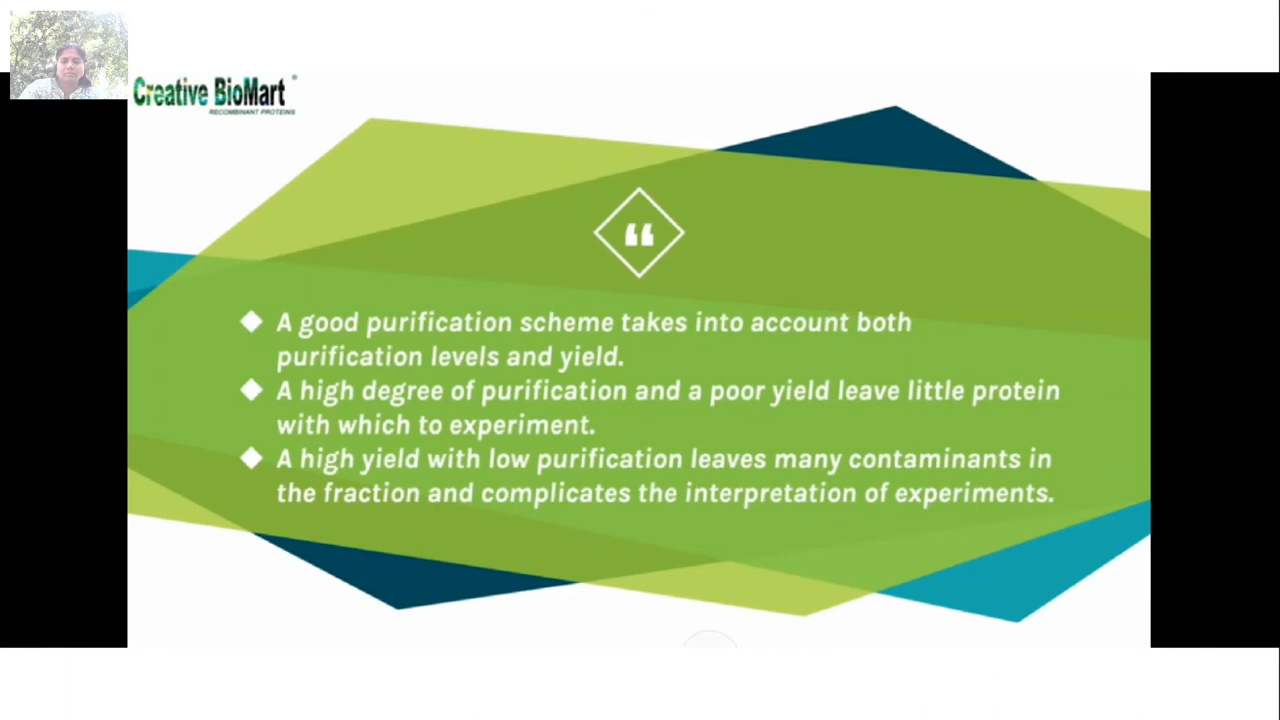 Creative BioMart®
RECOMBINANT PROTEINS
“
◆ A good purification scheme takes into account both
purification levels and yield.
◆ A high degree of purification and a poor yield leave little protein
with which to experiment.
◆ A high yield with low purification leaves many contaminants in
the fraction and complicates the interpretation of experiments.